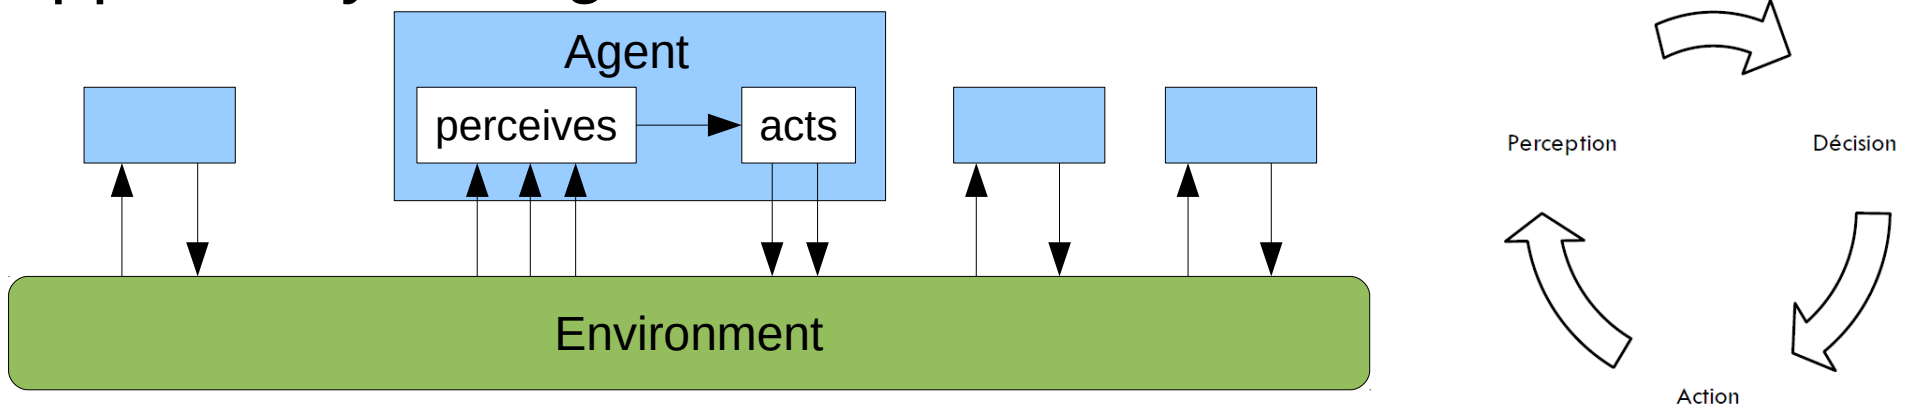 Agent
perceives
acts
Environment
Perception
Décision
Action